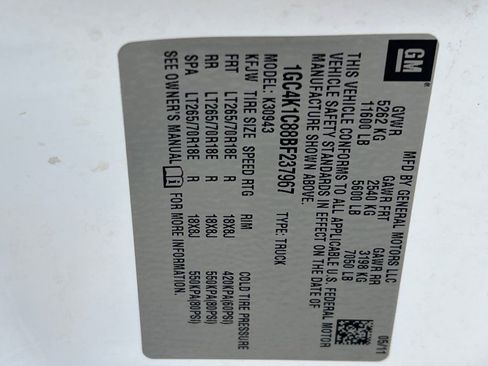 GM
MFD BY GENERAL MOTORS LLC
GVWR GAWR FRT GAWR RR
5262 KG 2540 KG 3198 KG
11600 LB 5600 LB 7050 LB
THIS VEHICLE CONFORMS TO ALL APPLICABLE U.S. FEDERAL MOTOR
VEHICLE SAFETY STANDARDS IN EFFECT ON THE DATE OF
MANUFACTURE SHOWN ABOVE.
1GC4K1C88BF237967 TYPE: TRUCK
MODEL: K30943
KFJW TIRE SIZE SPEED RTG RIM COLD TIRE PRESSURE
FRT LT265/70R18E R 18X8J 420KPA(60PSI)
RR LT265/70R18E R 18X8J 550KPA(80PSI)
SPA LT265/70R18E R 18X8J 550KPA(80PSI)
SEE OWNER'S MANUAL FOR MORE INFORMATION.
05/11